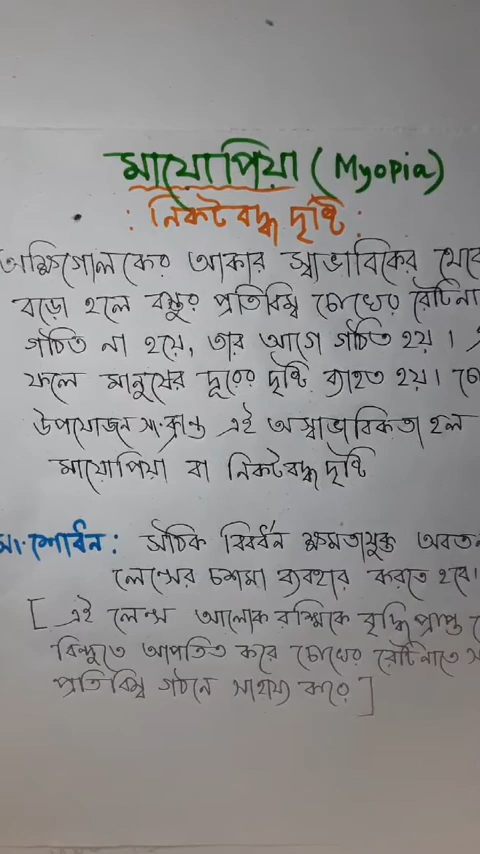 মায়োপিয়া (Myopia)
: নিকটবদ্ধ দৃষ্টি :
অক্ষিগোলকের আকার স্বাভাবিকের থেকে
বড়ো হলে বস্তুর প্রতিবিম্ব চোখের রেটিনা
গঠিত না হয়ে, তার আগে গঠিত হয়।
ফলে মানুষের দূরের দৃষ্টি ব্যাহত হয়।
উপযোজন সংক্রান্ত এই অস্বাভাবিকতা হল
মায়োপিয়া বা নিকটবদ্ধ দৃষ্টি
সংশোধন : সঠিক বিবর্ধন ক্ষমতাযুক্ত অবতল
লেন্সের চশমা ব্যবহার করতে হবে।
[ এই লেন্স আলোক রশ্মিকে বৃদ্ধি প্রাপ্ত
বিন্দুতে আপতিত করে চোখের রেটিনাতে
প্রতিবিম্ব গঠনে সাহায্য করে ]